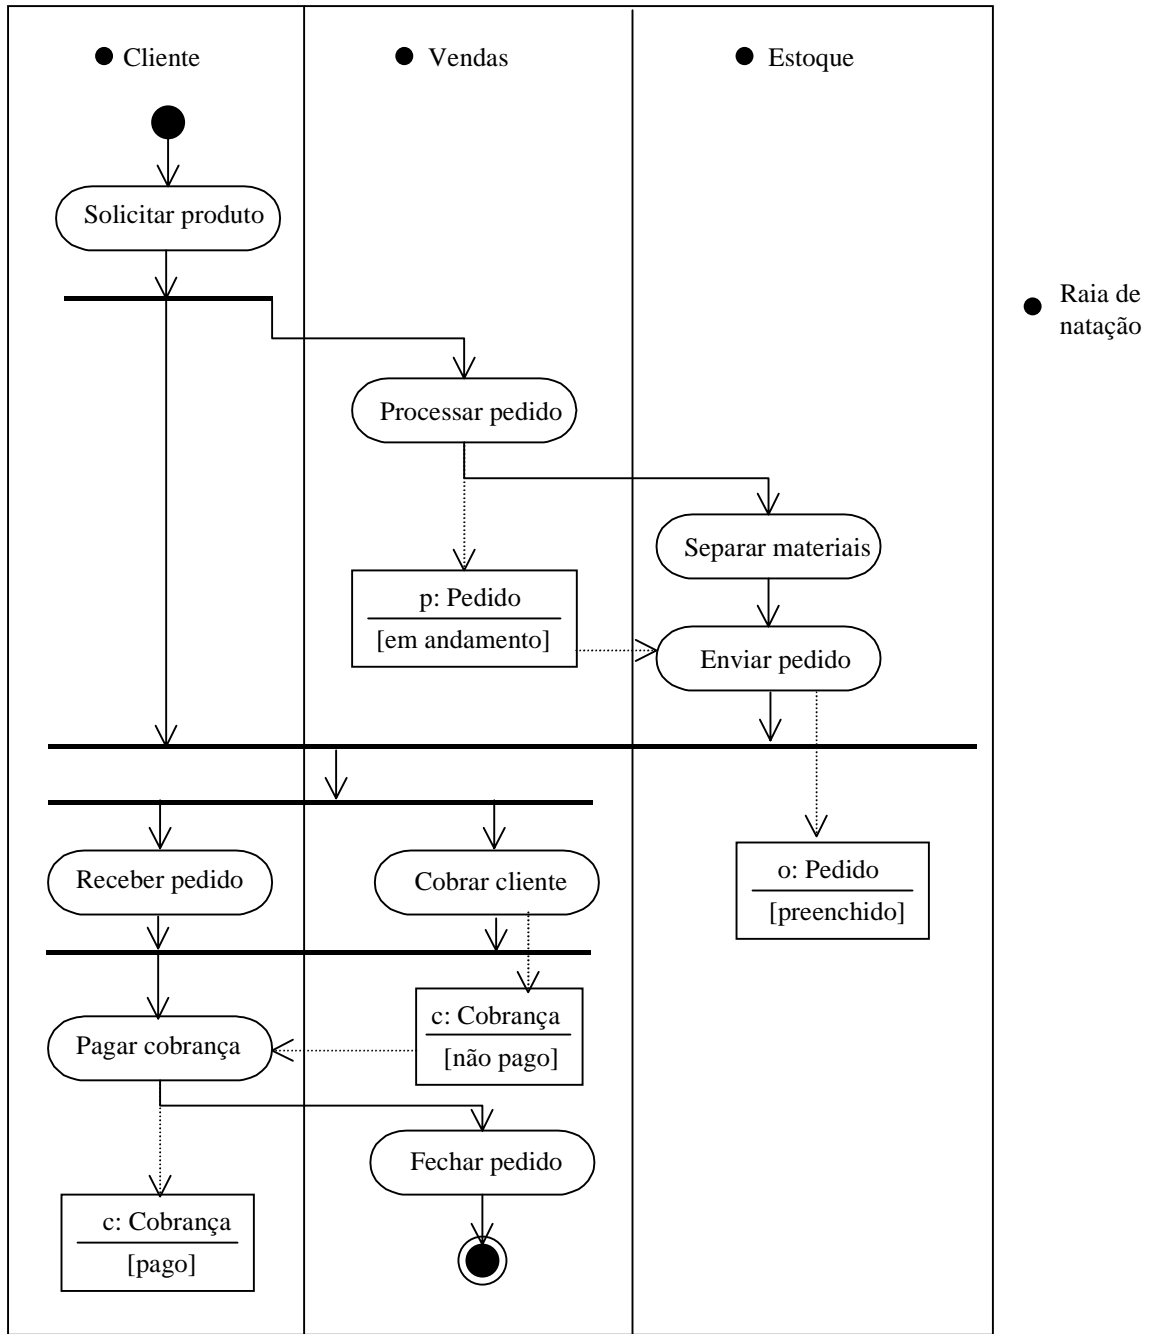 Cliente
Vendas
Estoque
Solicitar produto
Raia de
natação
Processar pedido
Separar materiais
p: Pedido
[em andamento]
Enviar pedido
Receber pedido
Cobrar cliente
o: Pedido
[preenchido]
c: Cobrança
[não pago]
Pagar cobrança
Fechar pedido
c: Cobrança
[pago]